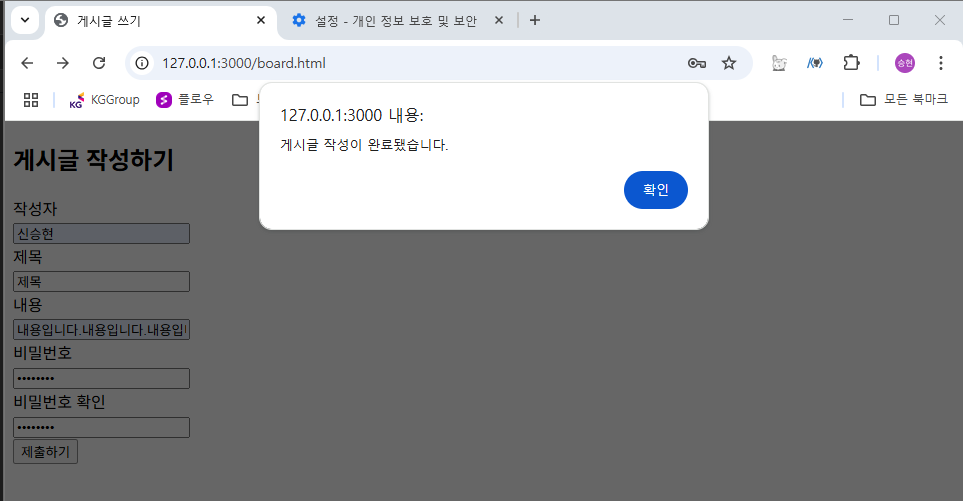 게시글 쓰기
설정 - 개인 정보 보호 및 보안
127.0.0.1:3000/board.html
승현
KG KGGroup
플로우
모든 북마크
127.0.0.1:3000 내용:
게시글 작성이 완료됐습니다.
확인
게시글 작성하기
작성자
신승현
제목
제목
내용
내용입니다.내용입니다.내용입
비밀번호
••••••••
비밀번호 확인
••••••••
제출하기